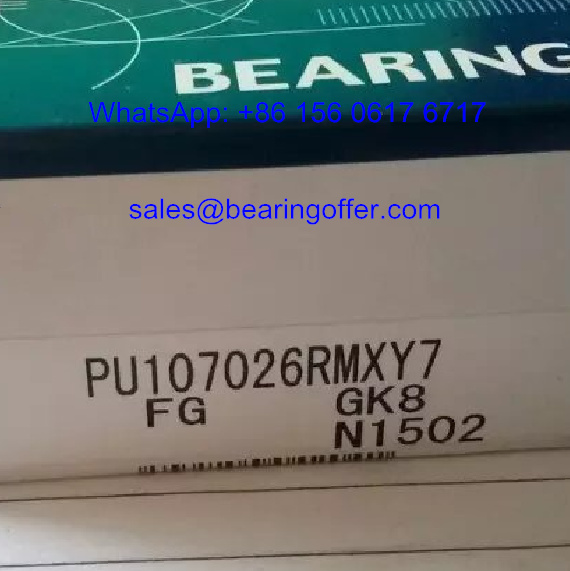 BEARING
WhatsApp: +86 156 0617 6717
sales@bearingoffer.com
PU107026RMXY7
FG GK8
N1502